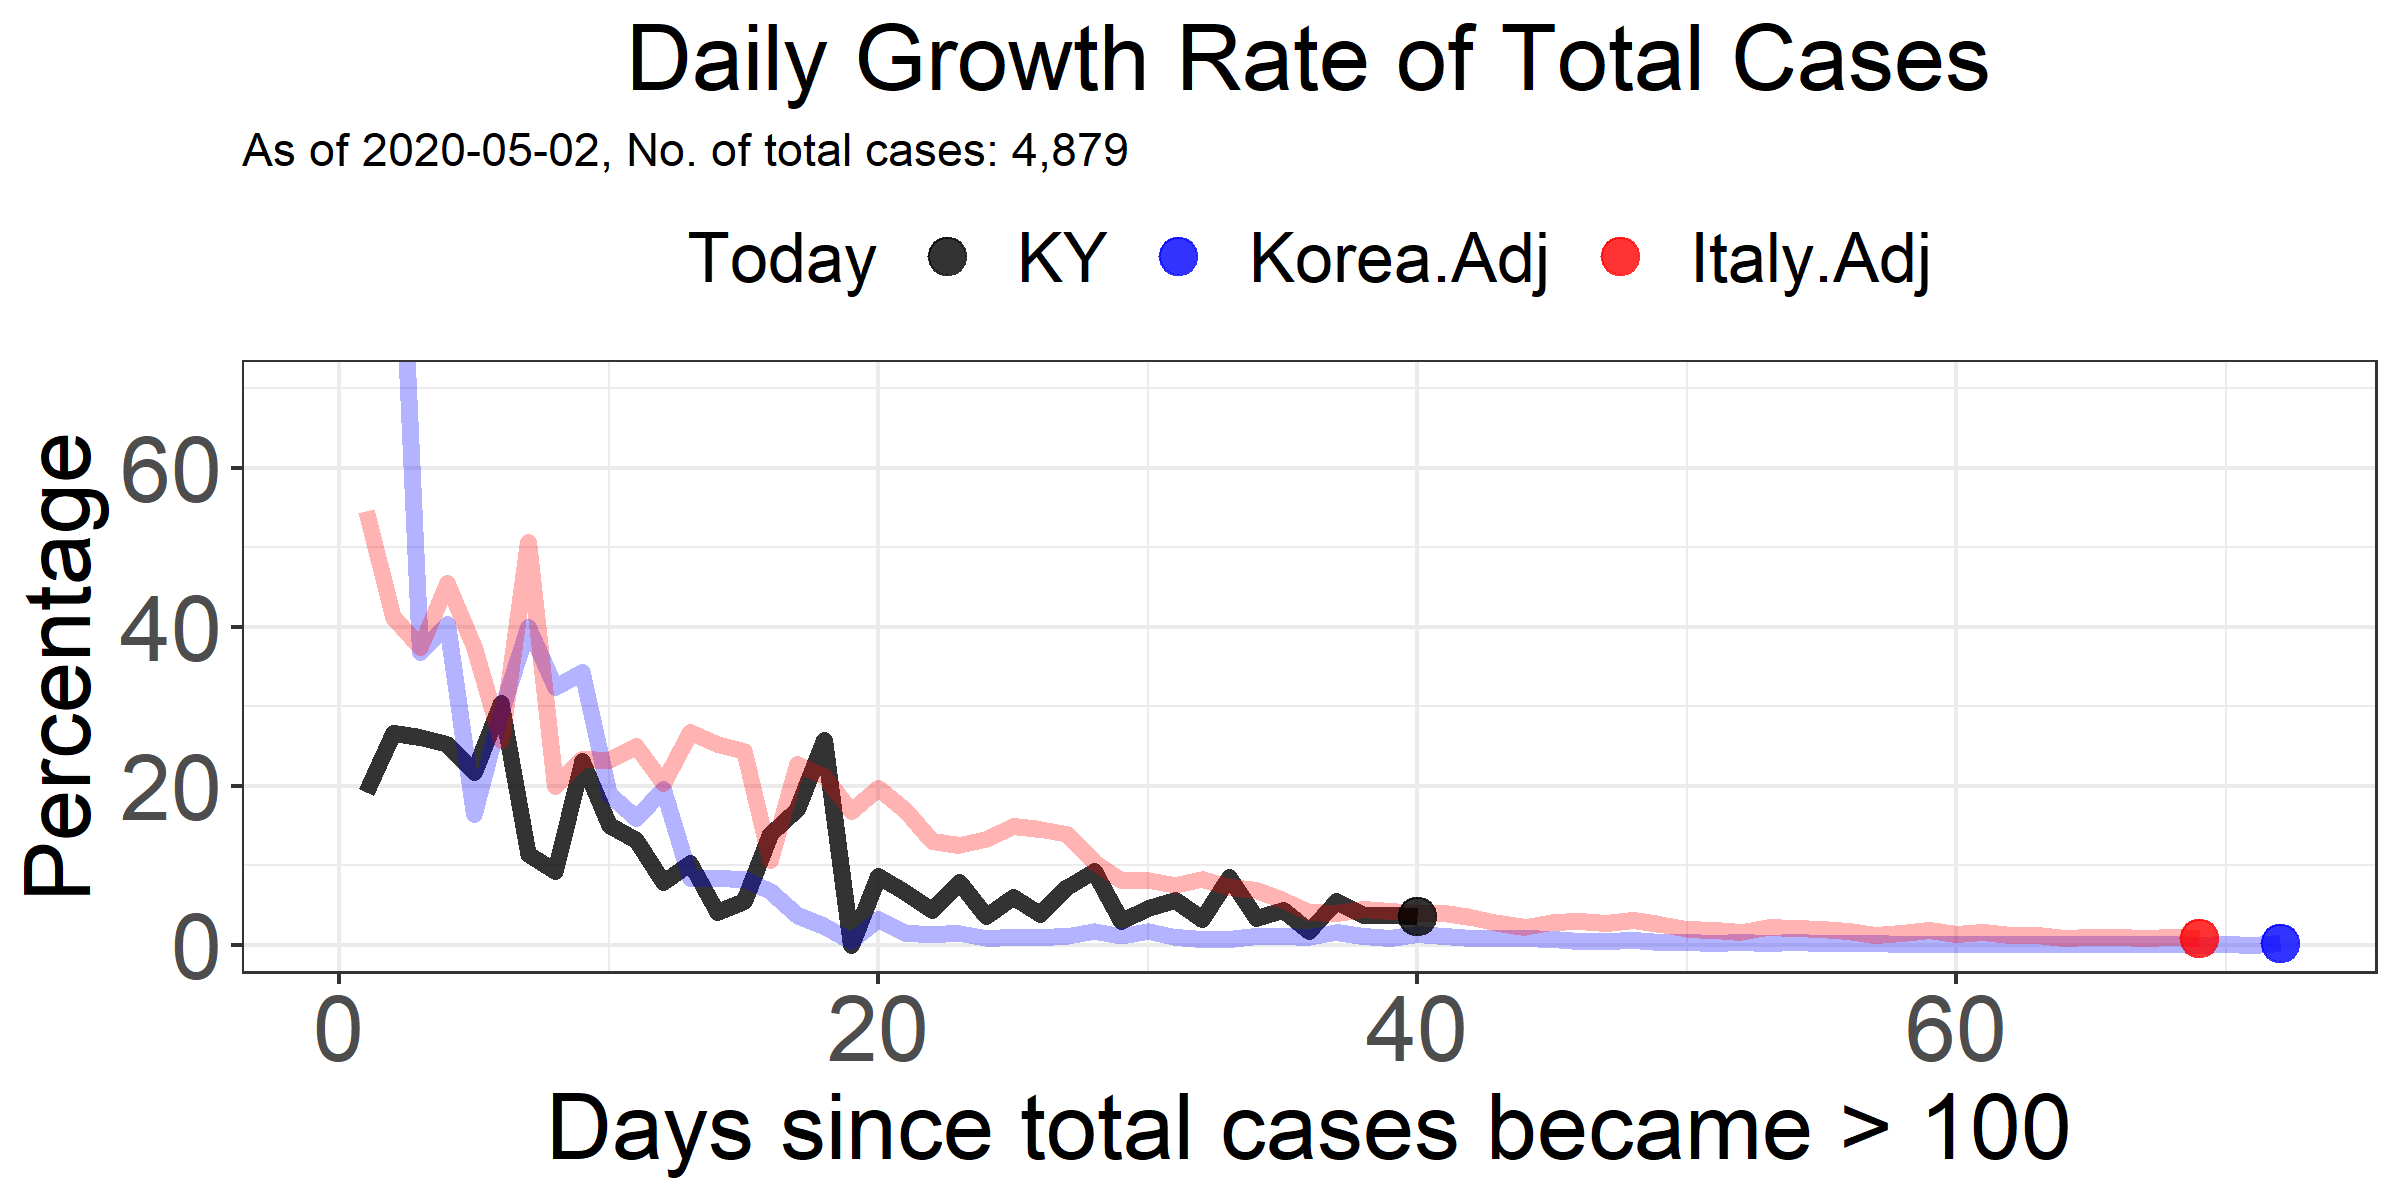 Daily Growth Rate of Total Cases
As of 2020-05-02, No. of total cases: 4,879
Today KY Korea.Adj Italy.Adj
Percentage
60
40
20
0
0 20 40 60
Days since total cases became > 100